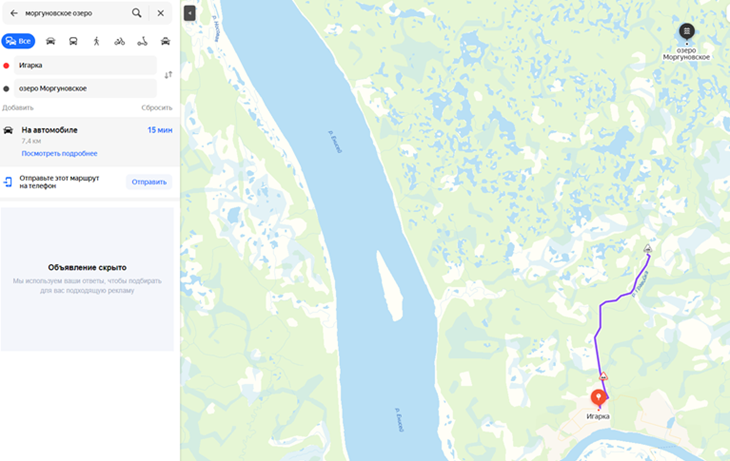 моргуновское озеро
Все
Игарка
озеро Моргуновское
Добавить
Сбросить
На автомобиле
15 мин
7,4 км
Посмотреть подробнее
Отправьте этот маршрут
на телефон
Отправить
Объявление скрыто
Мы используем ваши ответы, чтобы подбирать
для вас подходящую рекламу
р. Енисей
р. Енисей
озеро
Моргуновское
р. Гравийка
Игарка